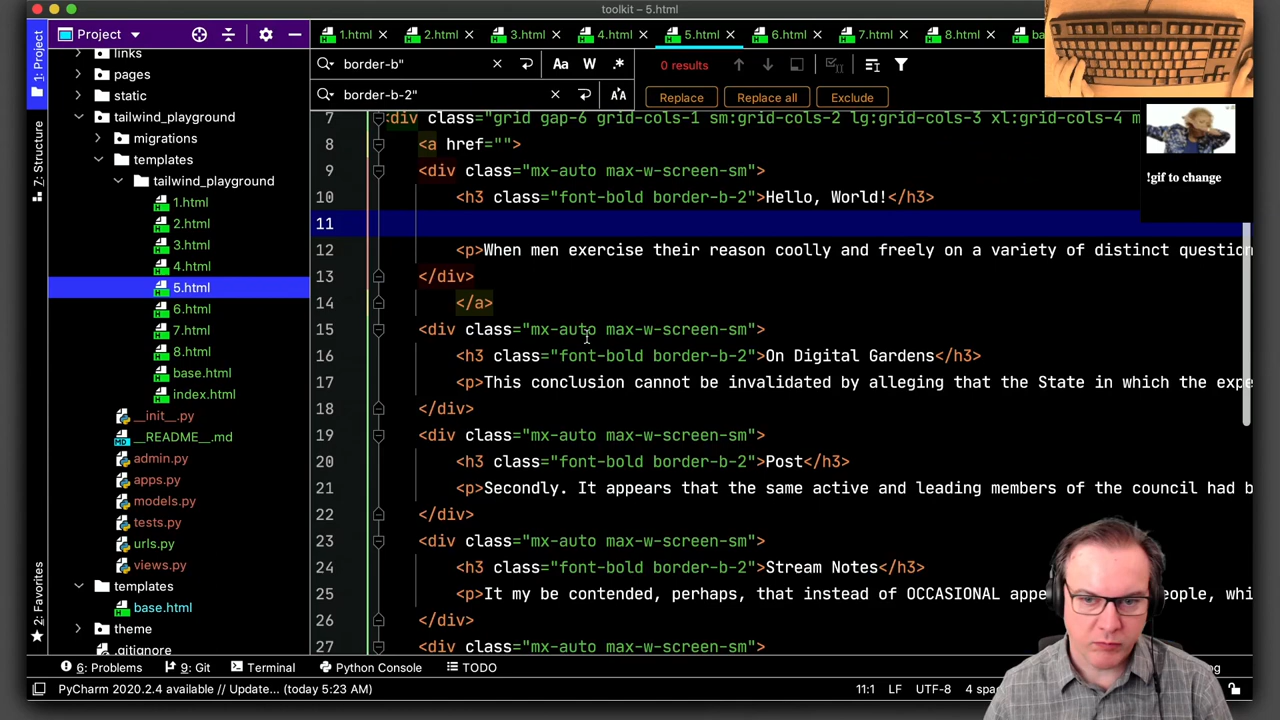 toolkit – 5.html
Project
1.html
2.html
3.html
4.html
5.html
6.html
7.html
8.html
1: Project
7: Structure
2: Favorites
links
pages
static
tailwind_playground
migrations
templates
tailwind_playground
1.html
2.html
3.html
4.html
5.html
6.html
7.html
8.html
base.html
index.html
__init__.py
__README__.md
admin.py
apps.py
models.py
tests.py
urls.py
views.py
templates
base.html
theme
.gitignore
border-b"
Aa W .* 0 results
border-b-2"
Replace Replace all Exclude
!gif to change
7 div class="grid gap-6 grid-cols-1 sm:grid-cols-2 lg:grid-cols-3 xl:grid-cols-4 m
8 <a href="">
9 <div class="mx-auto max-w-screen-sm">
10 <h3 class="font-bold border-b-2">Hello, World!</h3>
11
12 <p>When men exercise their reason coolly and freely on a variety of distinct question
13 </div>
14 </a>
15 <div class="mx-auto max-w-screen-sm">
16 <h3 class="font-bold border-b-2">On Digital Gardens</h3>
17 <p>This conclusion cannot be invalidated by alleging that the State in which the expe
18 </div>
19 <div class="mx-auto max-w-screen-sm">
20 <h3 class="font-bold border-b-2">Post</h3>
21 <p>Secondly. It appears that the same active and leading members of the council had b
22 </div>
23 <div class="mx-auto max-w-screen-sm">
24 <h3 class="font-bold border-b-2">Stream Notes</h3>
25 <p>It my be contended, perhaps, that instead of OCCASIONAL appe eople, whi
26 </div>
27 <div class="mx-auto max-w-screen-sm">
6: Problems 9: Git Terminal Python Console TODO
PyCharm 2020.2.4 available // Update... (today 5:23 AM) 11:1 LF UTF-8 4 spac